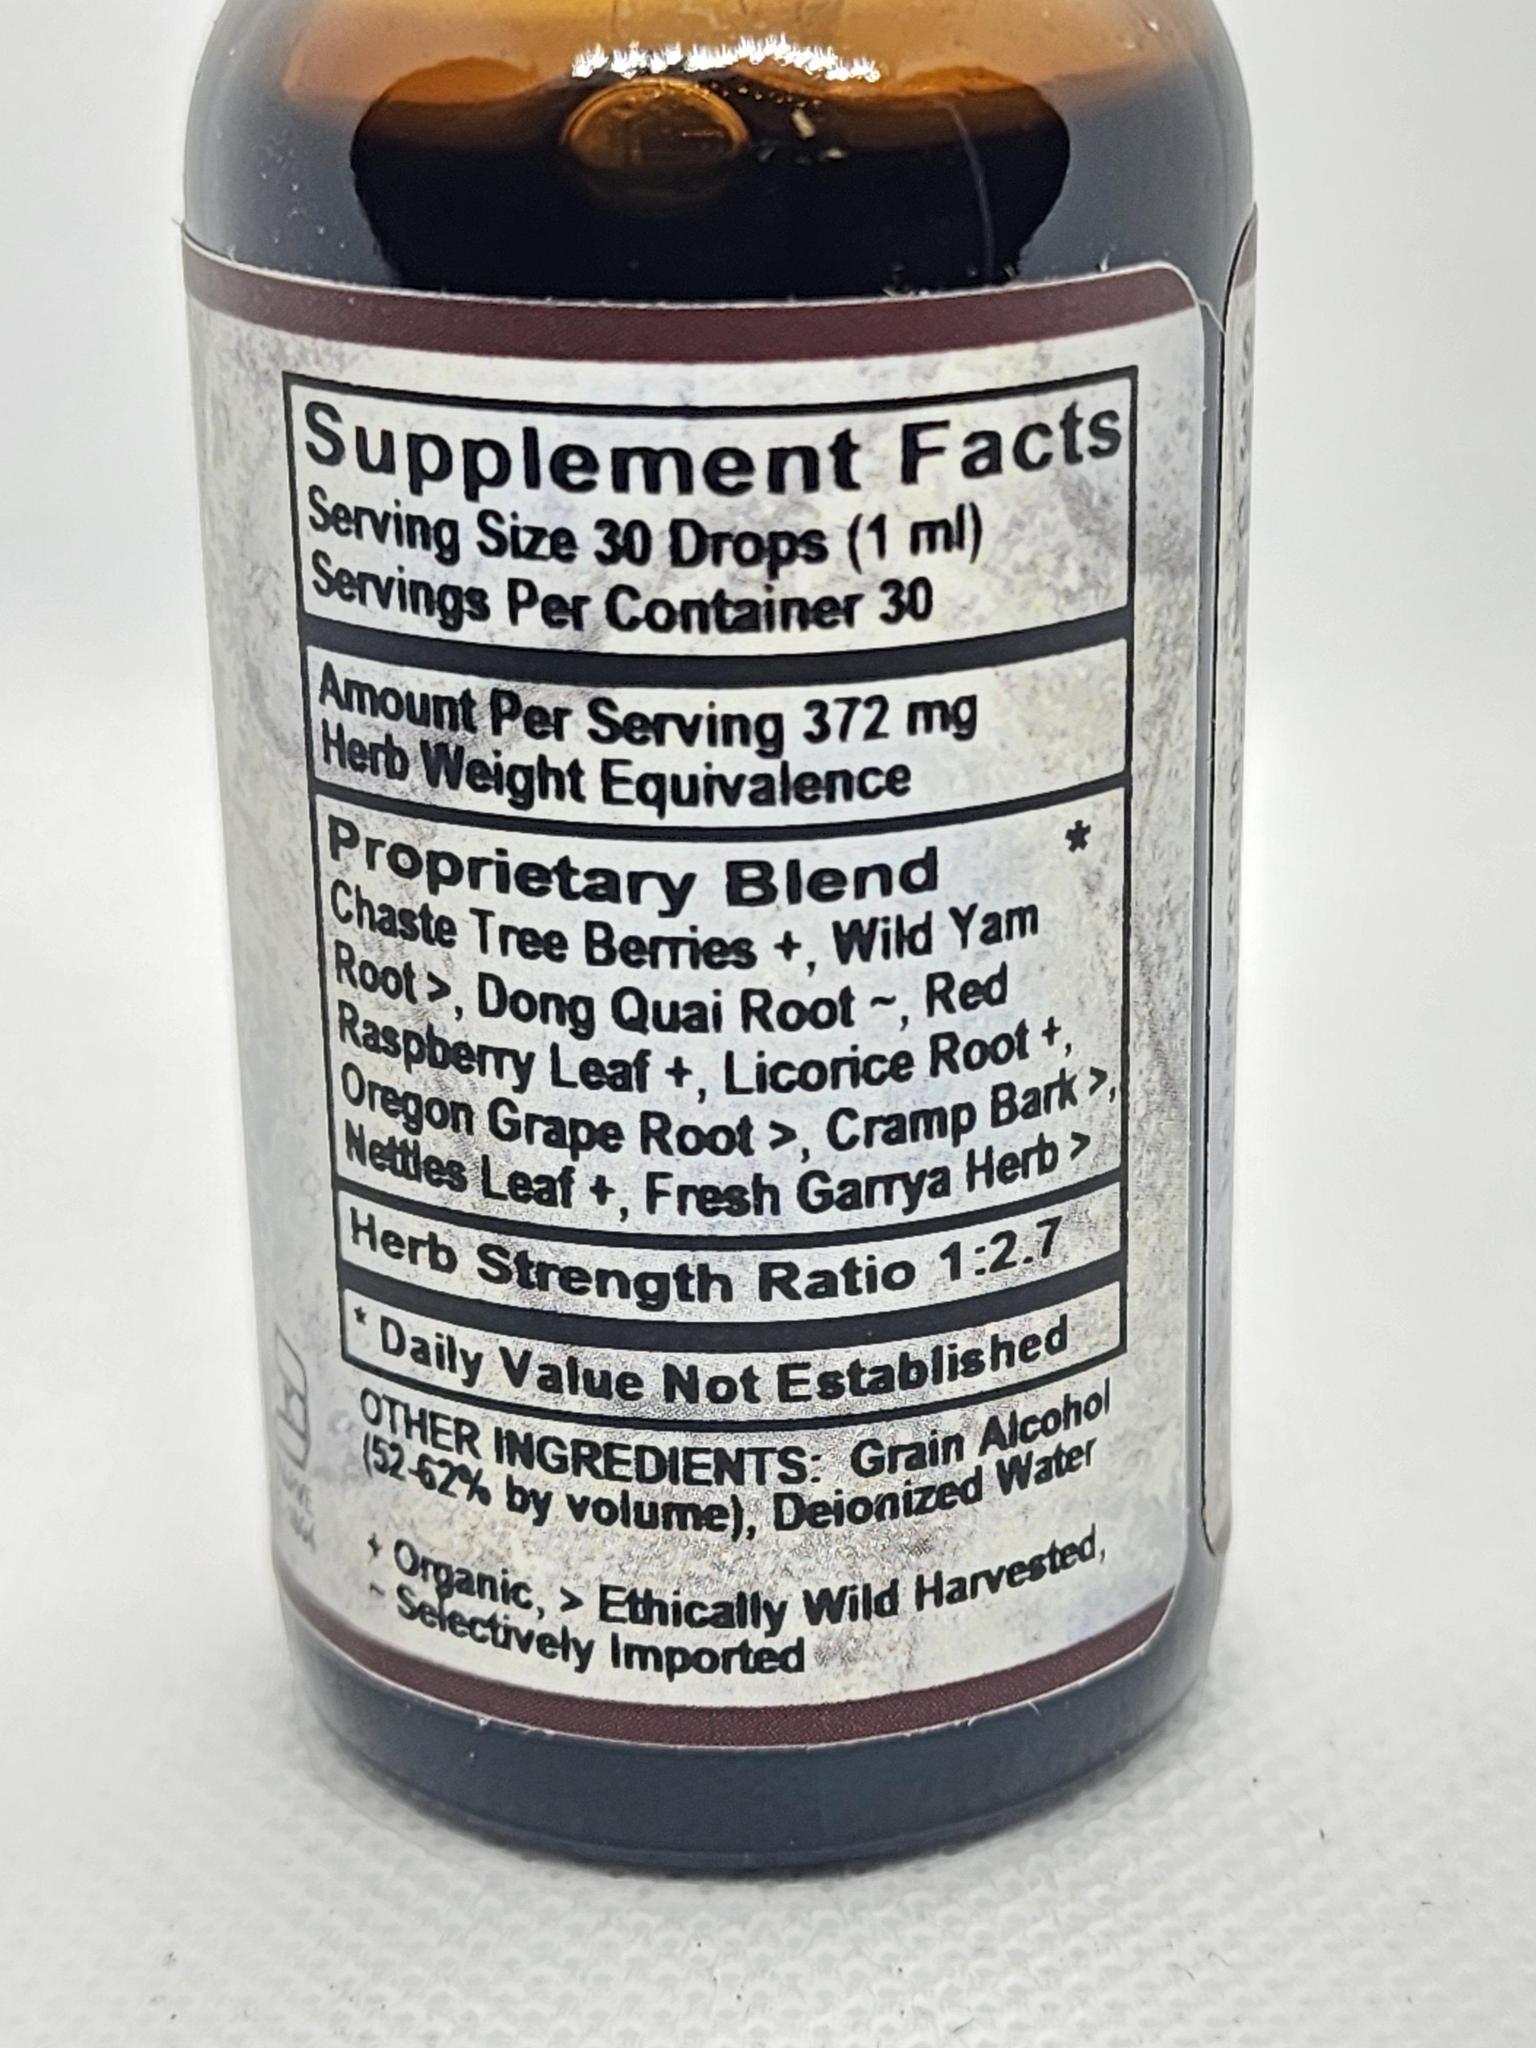 Supplement Facts
Serving Size 30 Drops (1 ml)
Servings Per Container 30
Amount Per Serving 372 mg
Herb Weight Equivalence
Proprietary Blend *
Chaste Tree Berries +, Wild Yam
Root >, Dong Quai Root ~, Red
Raspberry Leaf +, Licorice Root +,
Oregon Grape Root >, Cramp Bark >,
Nettles Leaf +, Fresh Garrya Herb >
Herb Strength Ratio 1:2.7
* Daily Value Not Established
OTHER INGREDIENTS: Grain Alcohol
(52-62% by volume), Deionized Water
+ Organic, > Ethically Wild Harvested,
~ Selectively Imported